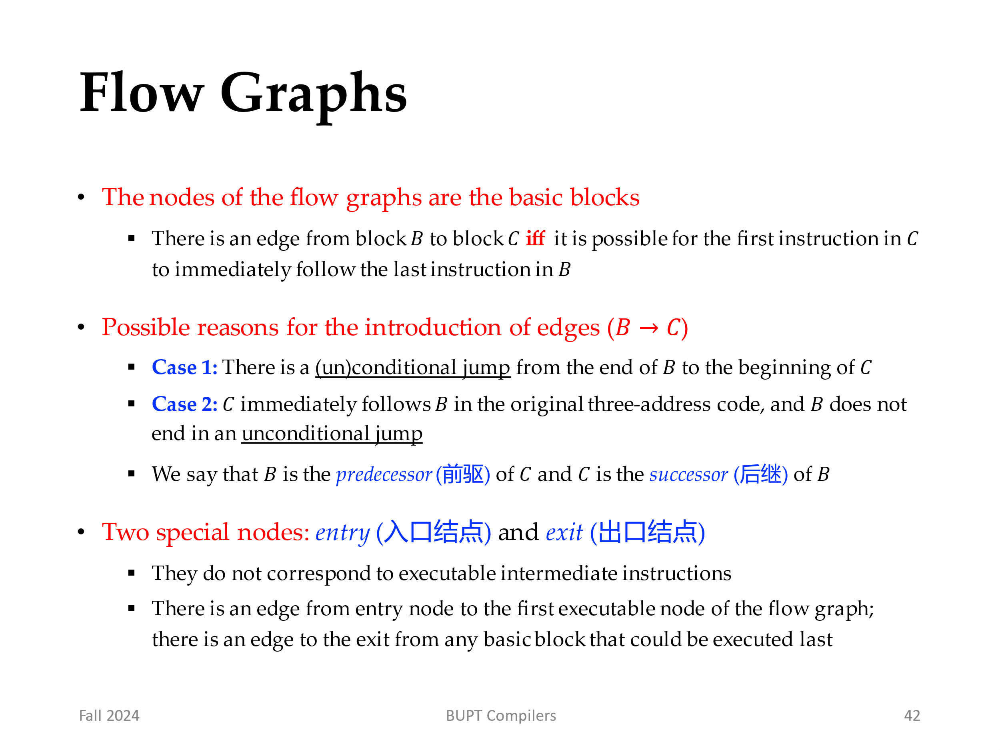 Flow Graphs
• The nodes of the flow graphs are the basic blocks
▪ There is an edge from block B to block C iff it is possible for the first instruction in C
to immediately follow the last instruction in B
• Possible reasons for the introduction of edges (B → C)
▪ Case 1: There is a (un)conditional jump from the end of B to the beginning of C
▪ Case 2: C immediately follows B in the original three-address code, and B does not
end in an unconditional jump
▪ We say that B is the predecessor (前驱) of C and C is the successor (后继) of B
• Two special nodes: entry (入口结点) and exit (出口结点)
▪ They do not correspond to executable intermediate instructions
▪ There is an edge from entry node to the first executable node of the flow graph;
there is an edge to the exit from any basic block that could be executed last
Fall 2024
BUPT Compilers
42